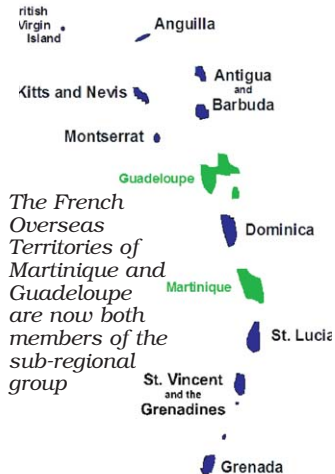 ritish
Virgin
Island
Anguilla
Antigua
and
Barbuda
Kitts and Nevis
Montserrat
Guadeloupe
The French
Overseas
Territories of
Martinique and
Guadeloupe
are now both
members of the
sub-regional
group
Dominica
Martinique
St. Lucia
St. Vincent
and the
Grenadines
Grenada